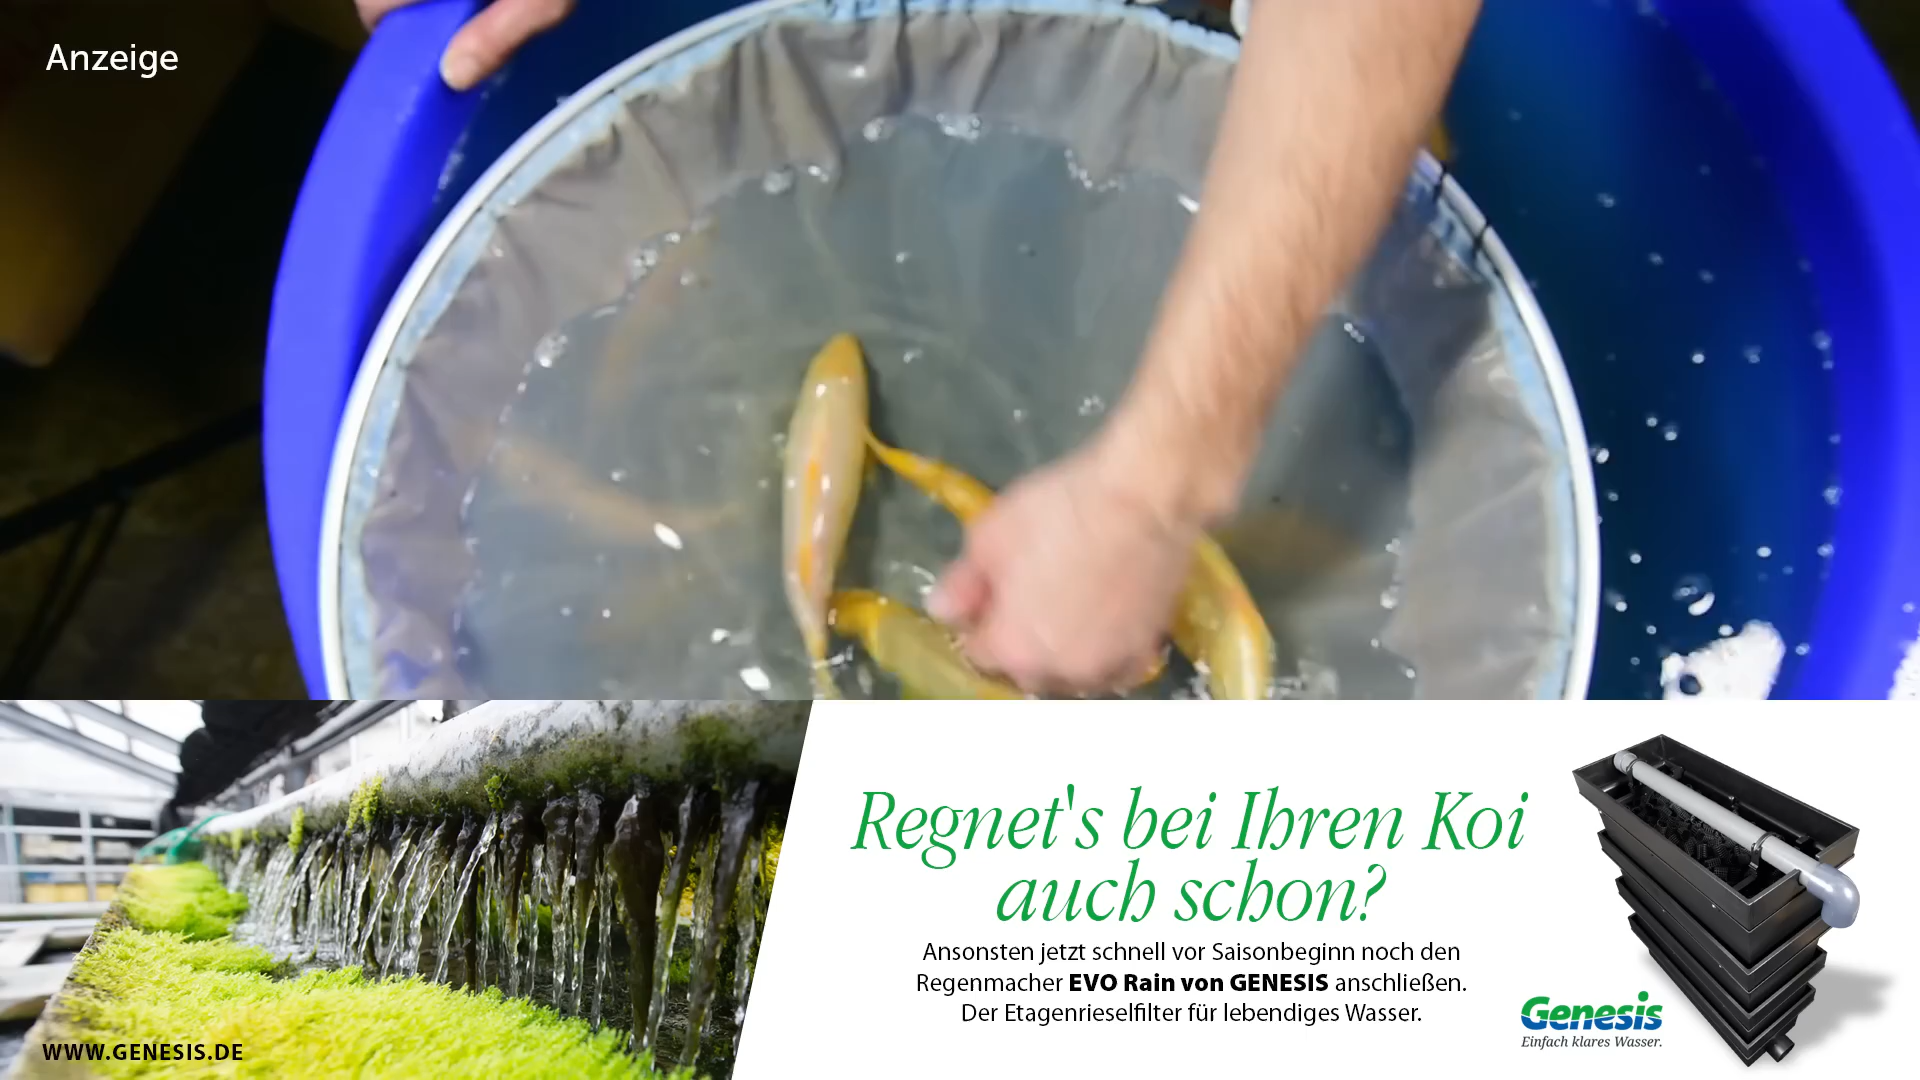 Anzeige
Regnet's bei Ihren Koi
auch schon?
Ansonsten jetzt schnell vor Saisonbeginn noch den
Regenmacher EVO Rain von GENESIS anschließen.
Der Etagenrieselfilter für lebendiges Wasser.
Genesis
Einfach klares Wasser.
WWW.GENESIS.DE